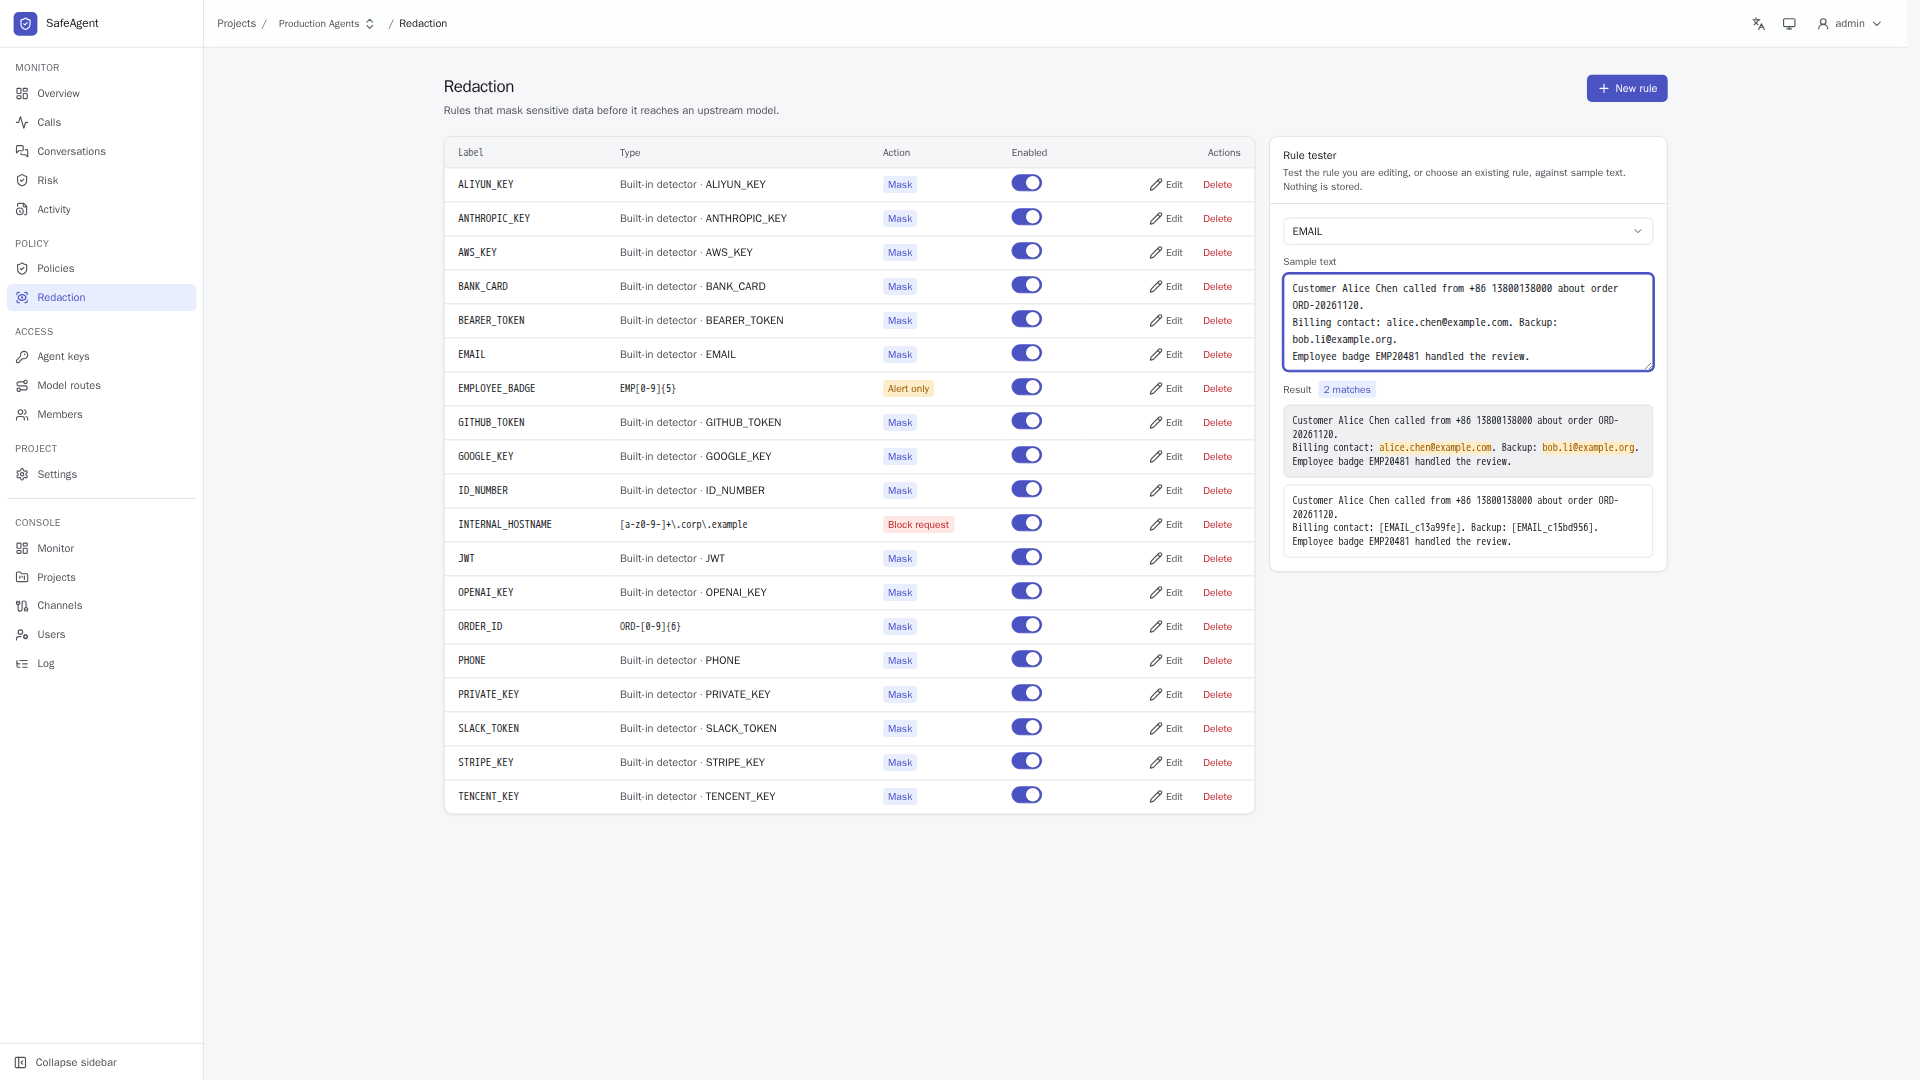 SafeAgent
Projects / Production Agents / Redaction
admin
MONITOR
Overview
Calls
Conversations
Risk
Activity
POLICY
Policies
Redaction
ACCESS
Agent keys
Model routes
Members
PROJECT
Settings
CONSOLE
Monitor
Projects
Channels
Users
Log
Collapse sidebar
Redaction
Rules that mask sensitive data before it reaches an upstream model.
New rule
Label Type Action Enabled Actions
ALIYUN_KEY Built-in detector · ALIYUN_KEY Mask Edit Delete
ANTHROPIC_KEY Built-in detector · ANTHROPIC_KEY Mask Edit Delete
AWS_KEY Built-in detector · AWS_KEY Mask Edit Delete
BANK_CARD Built-in detector · BANK_CARD Mask Edit Delete
BEARER_TOKEN Built-in detector · BEARER_TOKEN Mask Edit Delete
EMAIL Built-in detector · EMAIL Mask Edit Delete
EMPLOYEE_BADGE EMP[0-9]{5} Alert only Edit Delete
GITHUB_TOKEN Built-in detector · GITHUB_TOKEN Mask Edit Delete
GOOGLE_KEY Built-in detector · GOOGLE_KEY Mask Edit Delete
ID_NUMBER Built-in detector · ID_NUMBER Mask Edit Delete
INTERNAL_HOSTNAME [a-z0-9-]+\.corp\.example Block request Edit Delete
JWT Built-in detector · JWT Mask Edit Delete
OPENAI_KEY Built-in detector · OPENAI_KEY Mask Edit Delete
ORDER_ID ORD-[0-9]{6} Mask Edit Delete
PHONE Built-in detector · PHONE Mask Edit Delete
PRIVATE_KEY Built-in detector · PRIVATE_KEY Mask Edit Delete
SLACK_TOKEN Built-in detector · SLACK_TOKEN Mask Edit Delete
STRIPE_KEY Built-in detector · STRIPE_KEY Mask Edit Delete
TENCENT_KEY Built-in detector · TENCENT_KEY Mask Edit Delete
Rule tester
Test the rule you are editing, or choose an existing rule, against sample text.
Nothing is stored.
EMAIL
Sample text
Customer Alice Chen called from +86 13800138000 about order
ORD-20261120.
Billing contact: alice.chen@example.com. Backup:
bob.li@example.org.
Employee badge EMP20481 handled the review.
Result 2 matches
Customer Alice Chen called from +86 13800138000 about order ORD-
20261120.
Billing contact: alice.chen@example.com. Backup: bob.li@example.org.
Employee badge EMP20481 handled the review.
Customer Alice Chen called from +86 13800138000 about order ORD-
20261120.
Billing contact: [EMAIL_c13a99fe]. Backup: [EMAIL_c15bd956].
Employee badge EMP20481 handled the review.